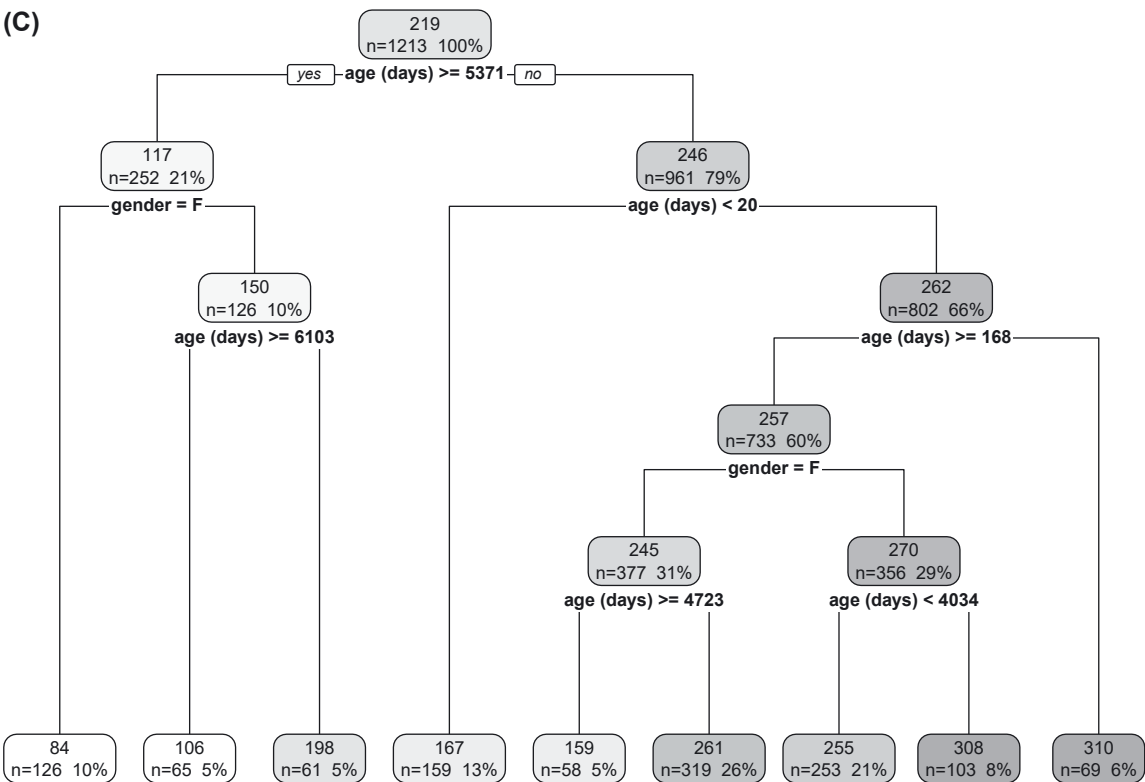 (C)
219
n=1213 100%
yes age (days) >= 5371 no
117
n=252 21%
246
n=961 79%
gender = F
age (days) < 20
150
n=126 10%
262
n=802 66%
age (days) >= 6103
age (days) >= 168
257
n=733 60%
gender = F
245
n=377 31%
270
n=356 29%
age (days) >= 4723
age (days) < 4034
84
n=126 10%
106
n=65 5%
198
n=61 5%
167
n=159 13%
159
n=58 5%
261
n=319 26%
255
n=253 21%
308
n=103 8%
310
n=69 6%